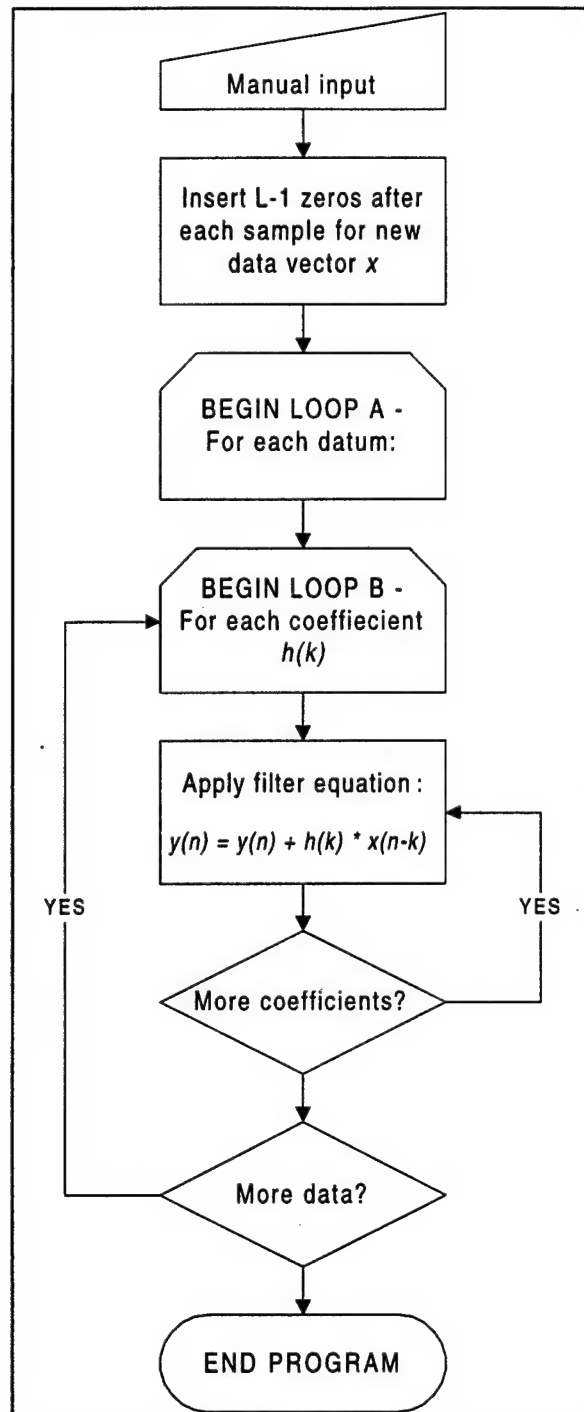 Manual input
Insert L-1 zeros after
each sample for new
data vector x
BEGIN LOOP A -
For each datum:
BEGIN LOOP B -
For each coeffiecient
h(k)
Apply filter equation :
y(n) = y(n) + h(k) * x(n-k)
YES
YES
More coefficients?
More data?
END PROGRAM